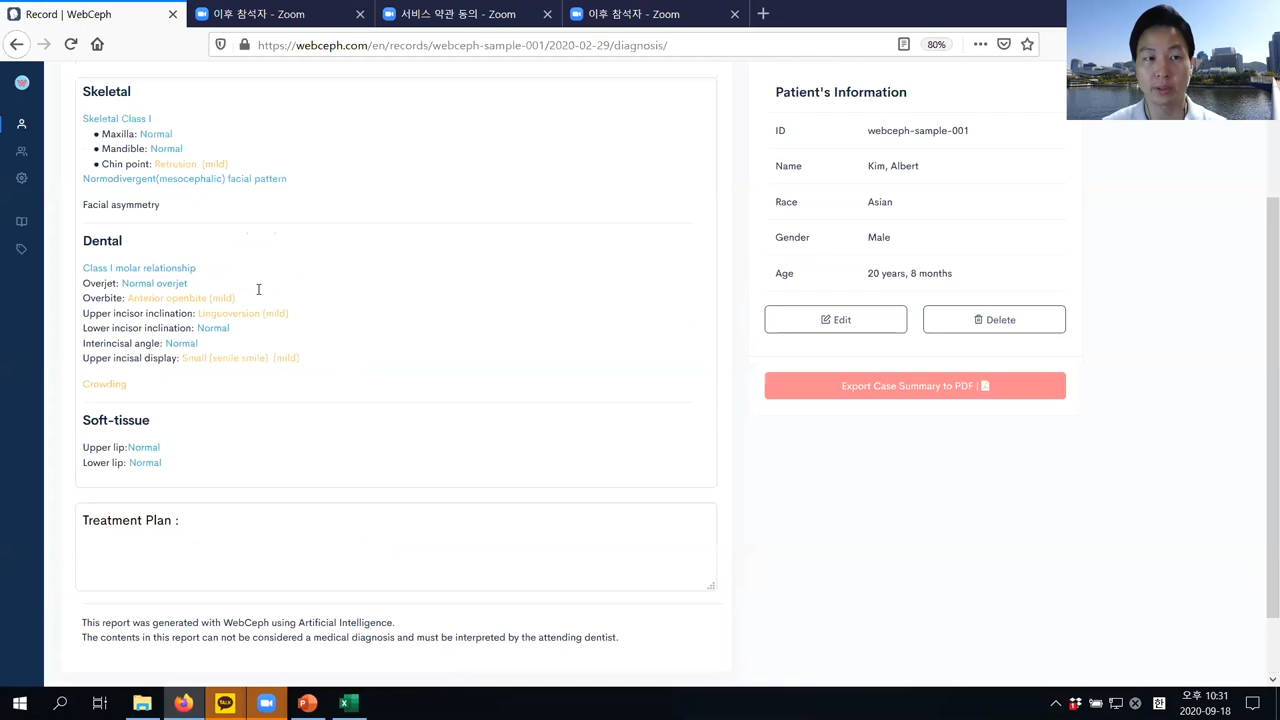 Record | WebCeph
이후 참석자 - Zoom
서비스 약관 동의 - Zoom
이후 참석자 - Zoom
https://webceph.com/en/records/webceph-sample-001/2020-02-29/diagnosis/
80%
Skeletal
Skeletal Class I
• Maxilla: Normal
• Mandible: Normal
• Chin point: Retrusion (mild)
Normodivergent(mesocephalic) facial pattern
Facial asymmetry
Dental
Class I molar relationship
Overjet: Normal overjet
Overbite: Anterior openbite (mild)
Upper incisor inclination: Linguoversion (mild)
Lower incisor inclination: Normal
Interincisal angle: Normal
Upper incisal display: Small (senile smile) (mild)
Crowding
Soft-tissue
Upper lip:Normal
Lower lip: Normal
Treatment Plan :
This report was generated with WebCeph using Artificial Intelligence.
The contents in this report can not be considered a medical diagnosis and must be interpreted by the attending dentist.
Patient's Information
ID webceph-sample-001
Name Kim, Albert
Race Asian
Gender Male
Age 20 years, 8 months
Edit
Delete
Export Case Summary to PDF |
TALK
P
X
한
오후 10:31
2020-09-18